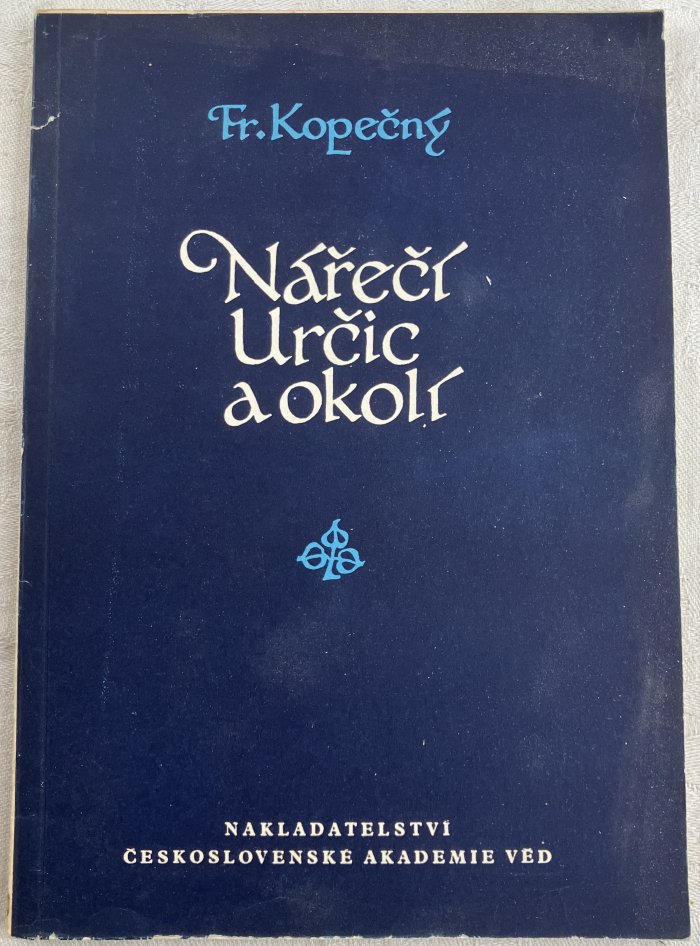 Fr. Kopečný
Nářečí
Určic
a okolí
NAKLADATELSTVÍ
ČESKOSLOVENSKÉ AKADEMIE VĚD